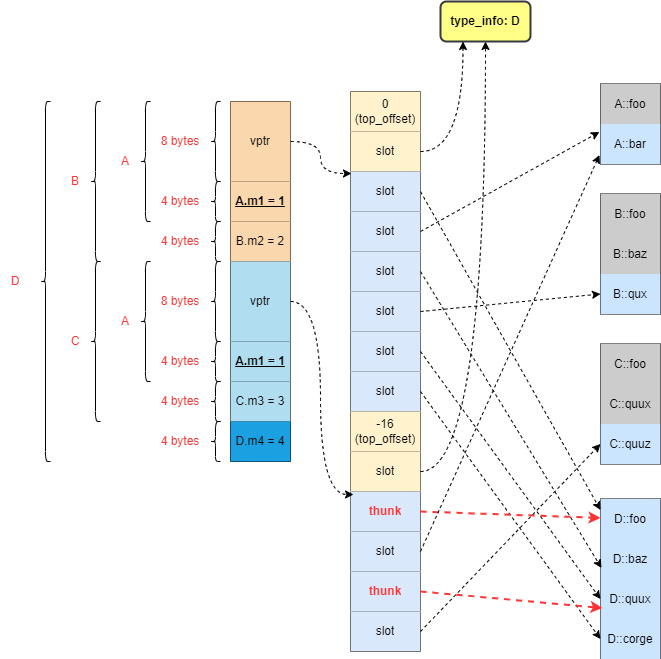 type_info: D
D
B
A
8 bytes
4 bytes
4 bytes
C
A
8 bytes
4 bytes
4 bytes
4 bytes
vptr
A.m1 = 1
B.m2 = 2
vptr
A.m1 = 1
C.m3 = 3
D.m4 = 4
0
(top_offset)
slot
slot
slot
slot
slot
slot
slot
-16
(top_offset)
slot
thunk
slot
thunk
slot
A::foo
A::bar
B::foo
B::baz
B::qux
C::foo
C::quux
C::quuz
D::foo
D::baz
D::quux
D::corge